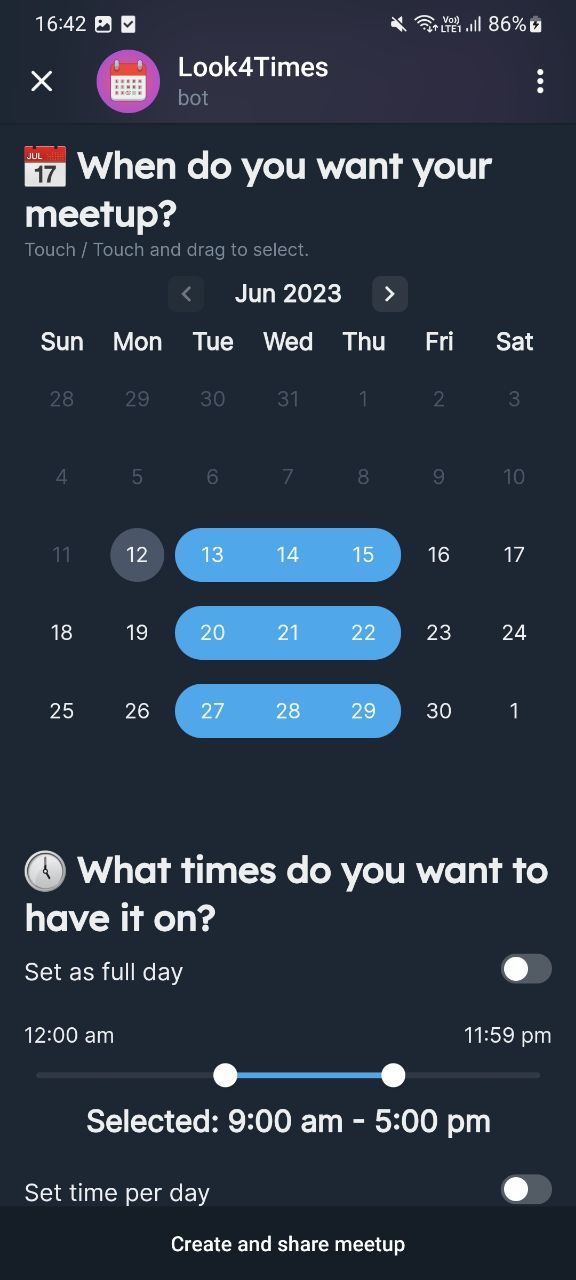 16:42
Vo))
LTE1
86%
Look4Times
bot
JUL
17
When do you want your
meetup?
Touch / Touch and drag to select.
Jun 2023
Sun Mon Tue Wed Thu Fri Sat
28 29 30 31 1 2 3
4 5 6 7 8 9 10
11 12 13 14 15 16 17
18 19 20 21 22 23 24
25 26 27 28 29 30 1
What times do you want to
have it on?
Set as full day
12:00 am 11:59 pm
Selected: 9:00 am - 5:00 pm
Set time per day
Create and share meetup